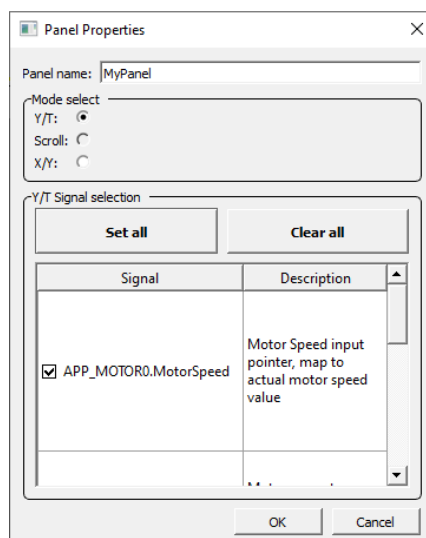 Panel Properties
Panel name: MyPanel
Mode select
Y/T:
Scroll:
X/Y:
Y/T Signal selection
Set all Clear all
Signal Description
APP_MOTOR0.MotorSpeed
Motor Speed input
pointer, map to
actual motor speed
value
OK Cancel